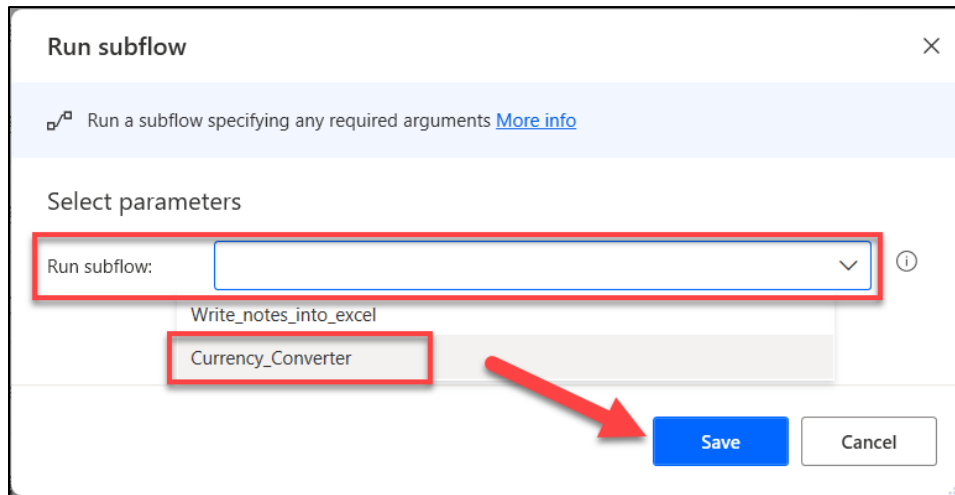 Run subflow
Run a subflow specifying any required arguments More info
Select parameters
Run subflow:
Write_notes_into_excel
Currency_Converter
Save Cancel